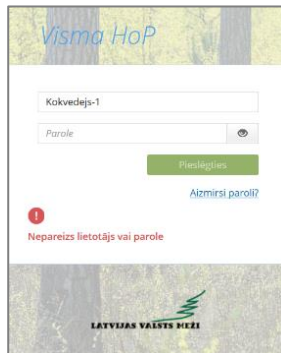 Visma HoP
Kokvedejs-1
Parole
Pieslēgties
Aizmirsi paroli?
Nepareizs lietotājs vai parole
LATVIJAS VALSTS MEŽI